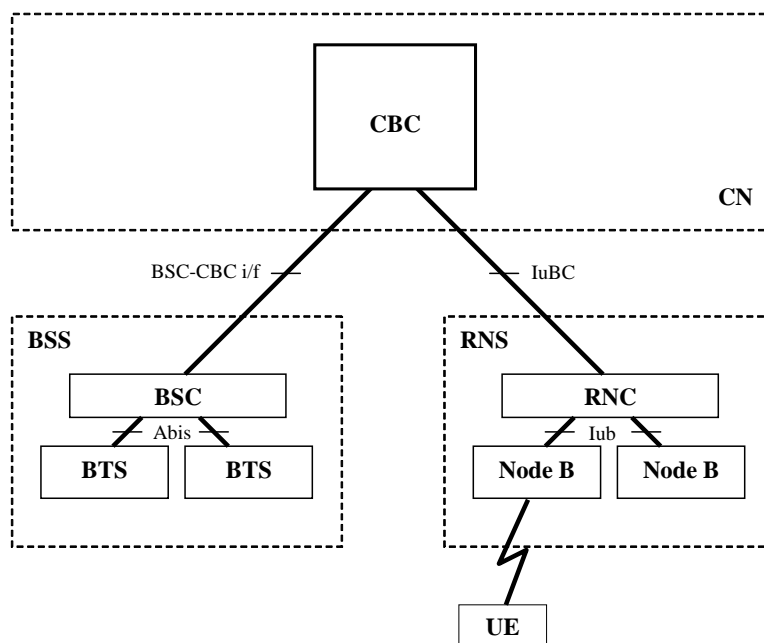 CBC
CN
BSC-CBC i/f
IuBC
BSS
RNS
BSC
RNC
Abis
Iub
BTS
BTS
Node B
Node B
UE